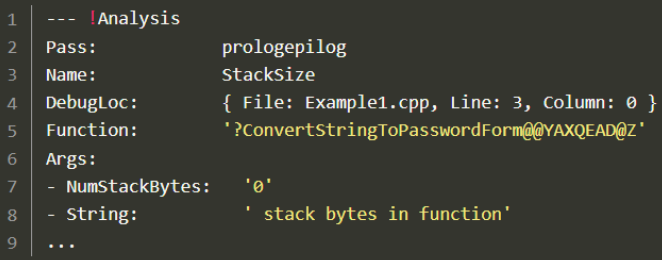 1 --- !Analysis
2 Pass: prologepilog
3 Name: StackSize
4 DebugLoc: { File: Example1.cpp, Line: 3, Column: 0 }
5 Function: '?ConvertStringToPasswordForm@@YAXQEAD@Z'
6 Args:
7 - NumStackBytes: '0'
8 - String: ' stack bytes in function'
9 ...